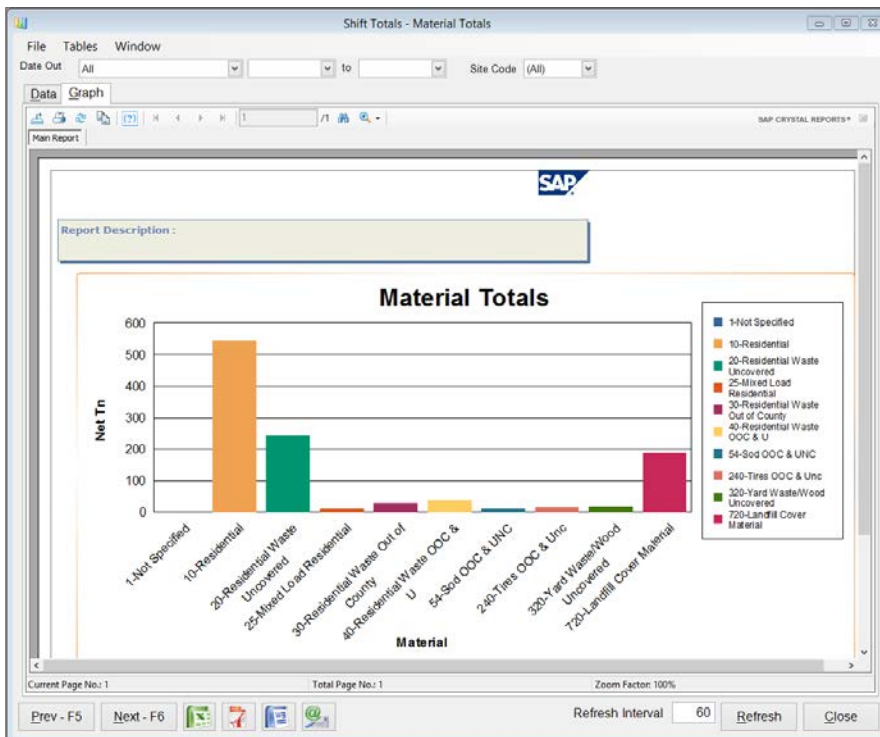 Shift Totals - Material Totals
File Tables Window
Date Out All to Site Code (All)
Data Graph
1 /1 SAP CRYSTAL REPORTS®
Main Report
SAP
Report Description :
Material Totals
600
500
400
300
200
100
0
Net Tn
1-Not Specified
10-Residential
20-Residential Waste
Uncovered
25-Mixed Load Residential
30-Residential Waste Out of
County
40-Residential Waste OOC &
U
54-Sod OOC & UNC
240-Tires OOC & Unc
320-Yard Waste/Wood
Uncovered
720-Landfill Cover Material
Material
1-Not Specified
10-Residential
20-Residential Waste
Uncovered
25-Mixed Load
Residential
30-Residential Waste
Out of County
40-Residential Waste
OOC & U
54-Sod OOC & UNC
240-Tires OOC & Unc
320-Yard Waste/Wood
Uncovered
720-Landfill Cover
Material
Current Page No.: 1 Total Page No.: 1 Zoom Factor: 100%
Prev - F5 Next - F6 Refresh Interval 60 Refresh Close